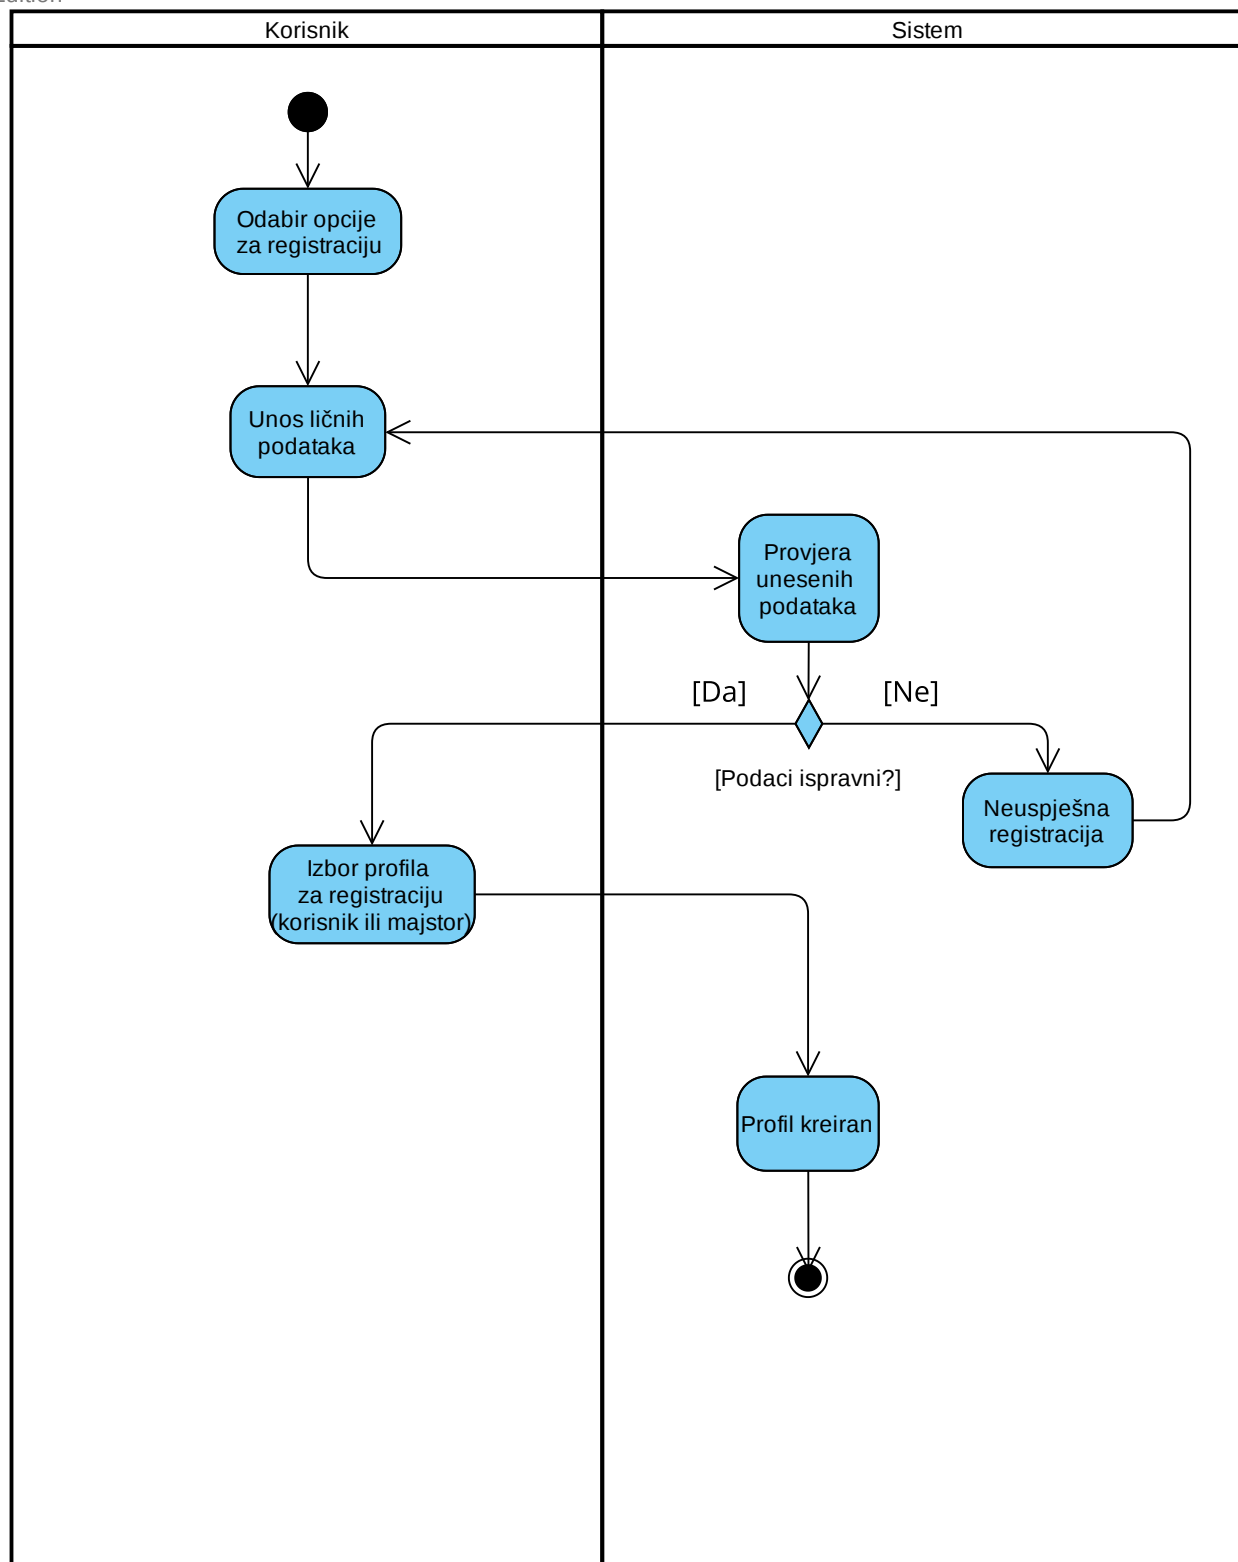 Korisnik
Sistem
Odabir opcije
za registraciju
Unos ličnih
podataka
Provjera
unesenih
podataka
[Da]
[Ne]
[Podaci ispravni?]
Neuspješna
registracija
Izbor profila
za registraciju
(korisnik ili majstor)
Profil kreiran